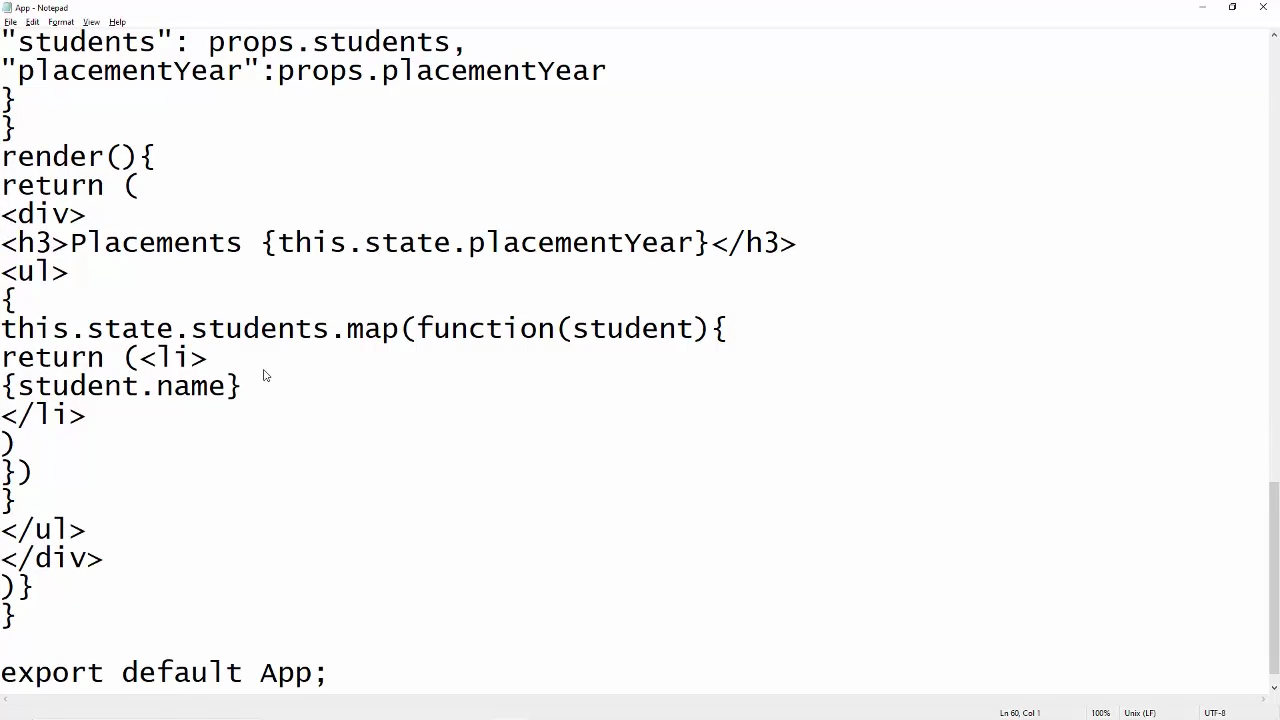 App - Notepad
File Edit Format View Help
"students": props.students,
"placementYear":props.placementYear
}
}
render(){
return (
<div>
<h3>Placements {this.state.placementYear}</h3>
<ul>
{
this.state.students.map(function(student){
return (<li>
{student.name}
</li>
)
})
}
</ul>
</div>
)}
}
export default App;
Ln 60, Col 1 100% Unix (LF) UTF-8